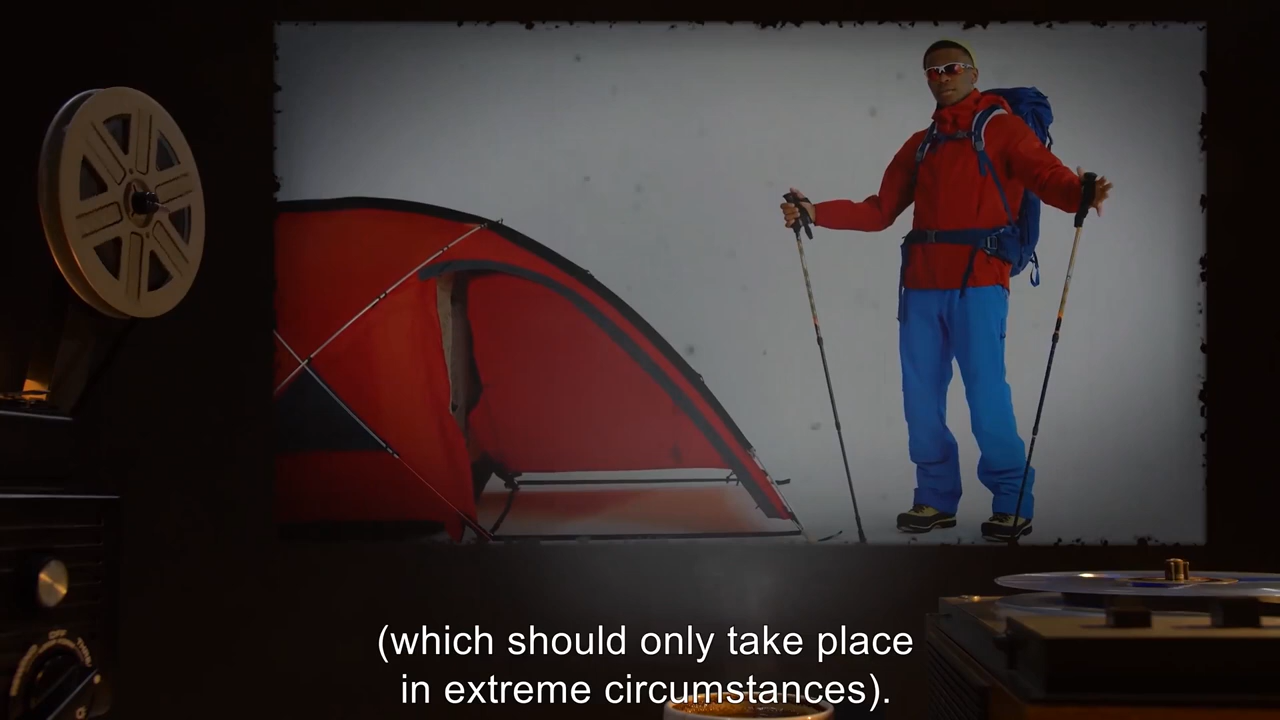 (which should only take place
in extreme circumstances).